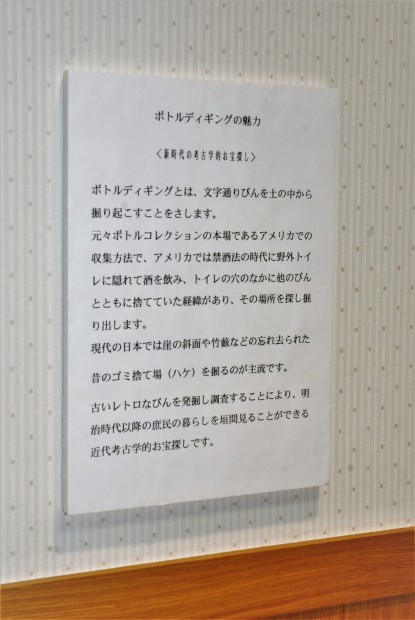 ボトルディギングの魅力
＜新時代の考古学的お宝探し＞
ボトルディギングとは、文字通りびんを土の中から
掘り起こすことをさします。
元々ボトルコレクションの本場であるアメリカでの
収集方法で、アメリカでは禁酒法の時代に野外トイ
レに隠れて酒を飲み、トイレの穴のなかに他のびん
とともに捨てていた経緯があり、その場所を探し掘
り出します。
現代の日本では崖の斜面や竹藪などの忘れ去られた
昔のゴミ捨て場（ハケ）を掘るのが主流です。
古いレトロなびんを発掘し調査することにより、明
治時代以降の庶民の暮らしを垣間見ることができる
近代考古学的お宝探しです。